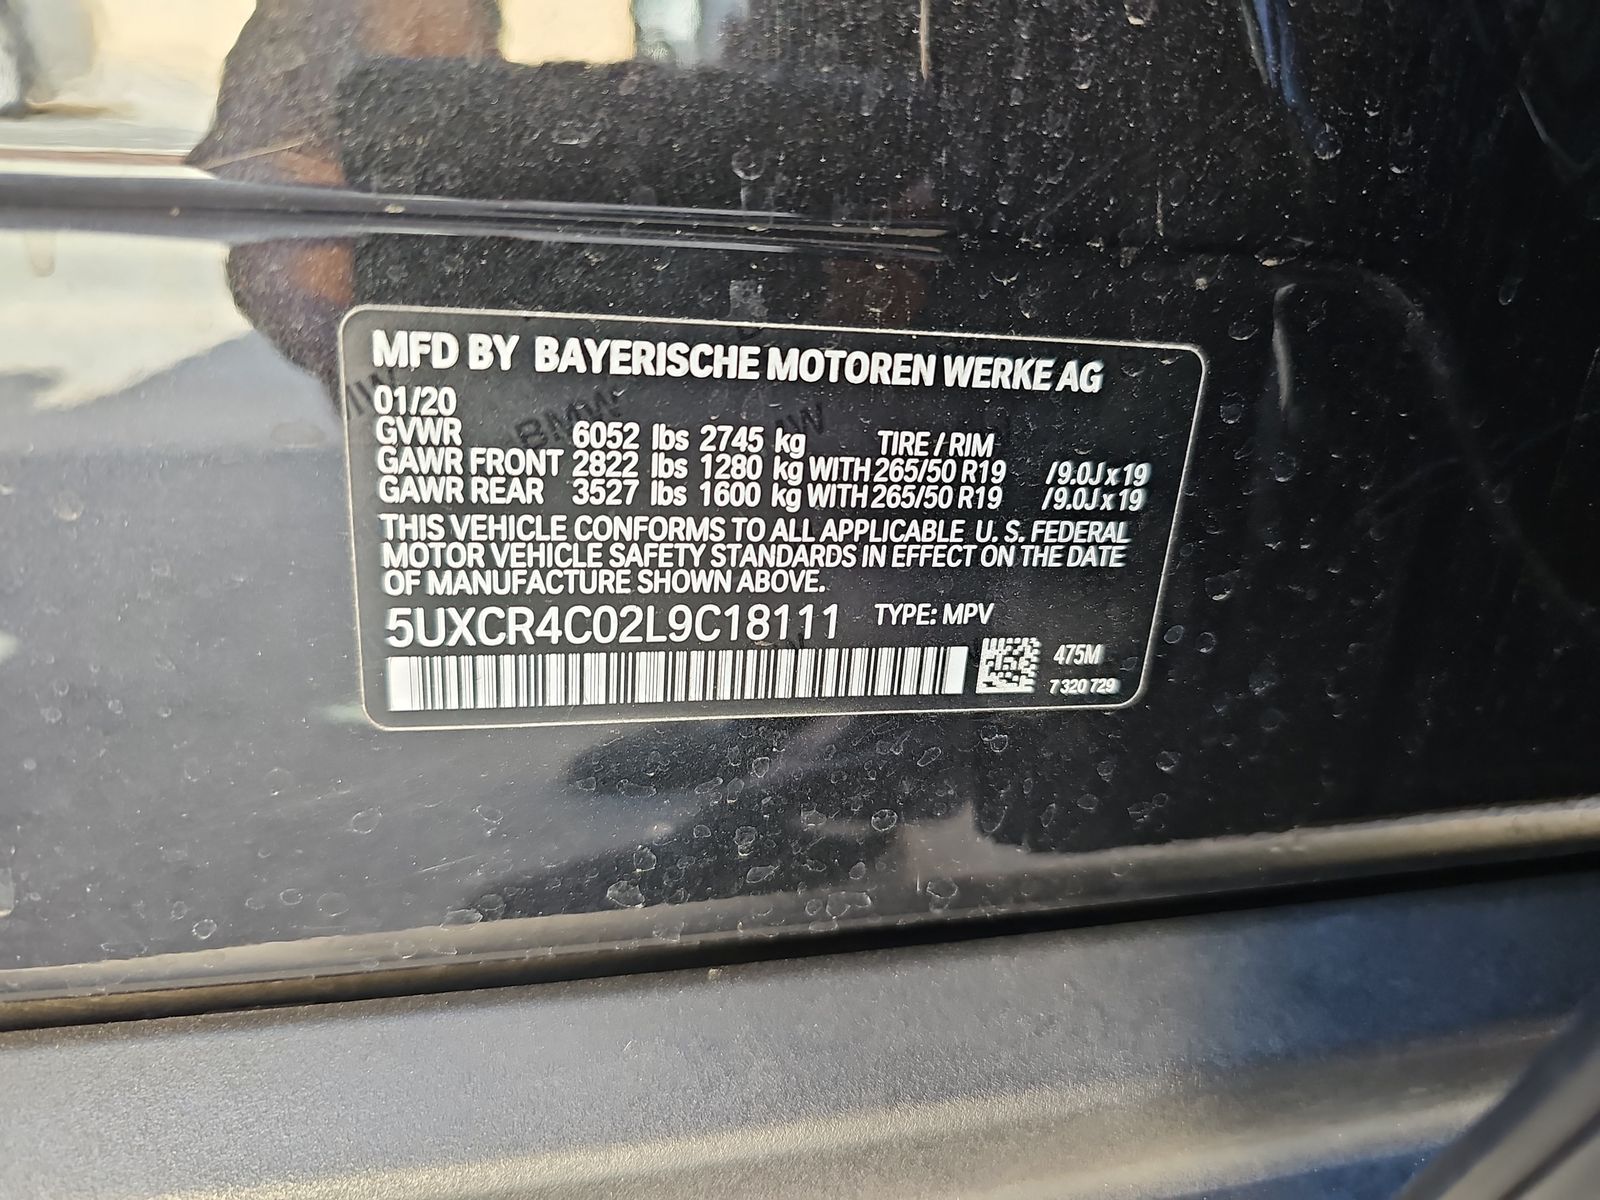 MFD BY BAYERISCHE MOTOREN WERKE AG
01/20
GVWR 6052 lbs 2745 kg TIRE / RIM
GAWR FRONT 2822 lbs 1280 kg WITH 265/50 R19 /9.0J x 19
GAWR REAR 3527 lbs 1600 kg WITH 265/50 R19 /9.0J x 19
THIS VEHICLE CONFORMS TO ALL APPLICABLE U. S. FEDERAL
MOTOR VEHICLE SAFETY STANDARDS IN EFFECT ON THE DATE
OF MANUFACTURE SHOWN ABOVE.
5UXCR4C02L9C18111 TYPE: MPV
475M
7 320 729
BMW